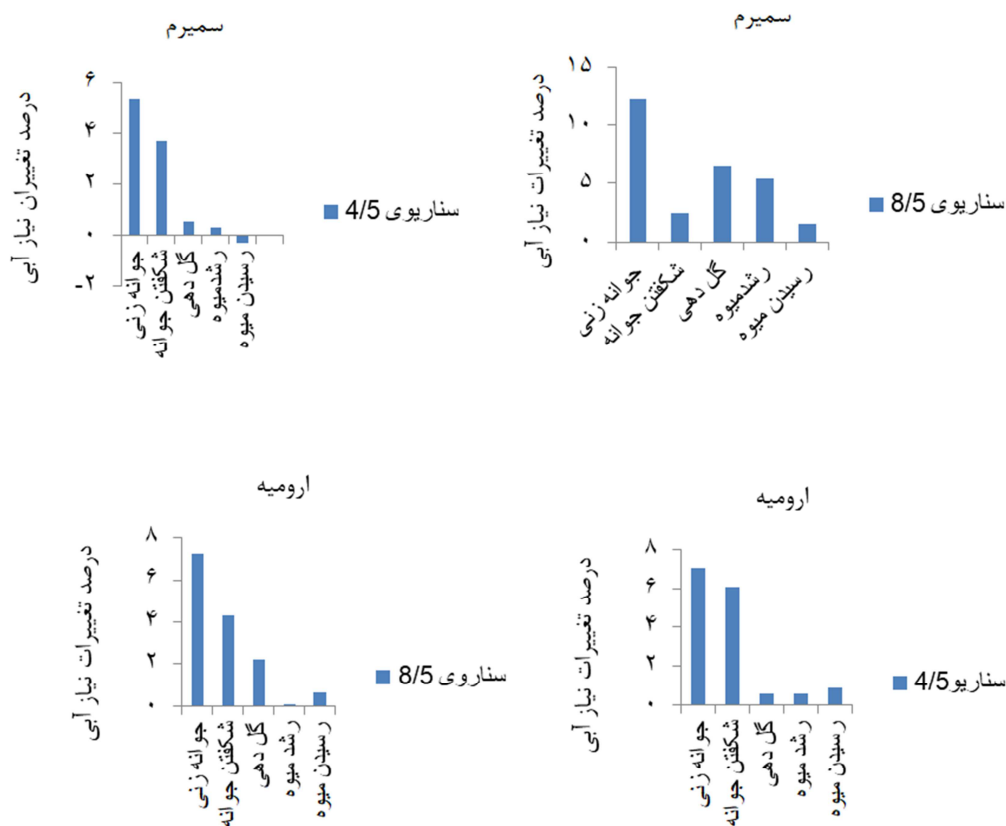 سمیرم
درصد تغییران نیاز آبی
۶
۴
۲
۰
-۲
جوانه زنی
شکفتن جوانه
گل دهی
رشدمیوه
رسیدن میوه
سناریوی 4/5
سمیرم
درصد تغییرات نیاز آبی
۱۵
۱۰
۵
۰
جوانه زنی
شکفتن جوانه
گل دهی
رشدمیوه
رسیدن میوه
سناریوی 8/5
ارومیه
درصد تغییرات نیاز آبی
۸
۶
۴
۲
۰
جوانه زنی
شکفتن جوانه
گل دهی
رشد میوه
رسیدن میوه
سناروی 8/5
ارومیه
درصد تغییرات نیاز آبی
۸
۶
۴
۲
۰
جوانه زنی
شکفتن جوانه
گل دهی
رشد میوه
رسیدن میوه
سناریو 4/5